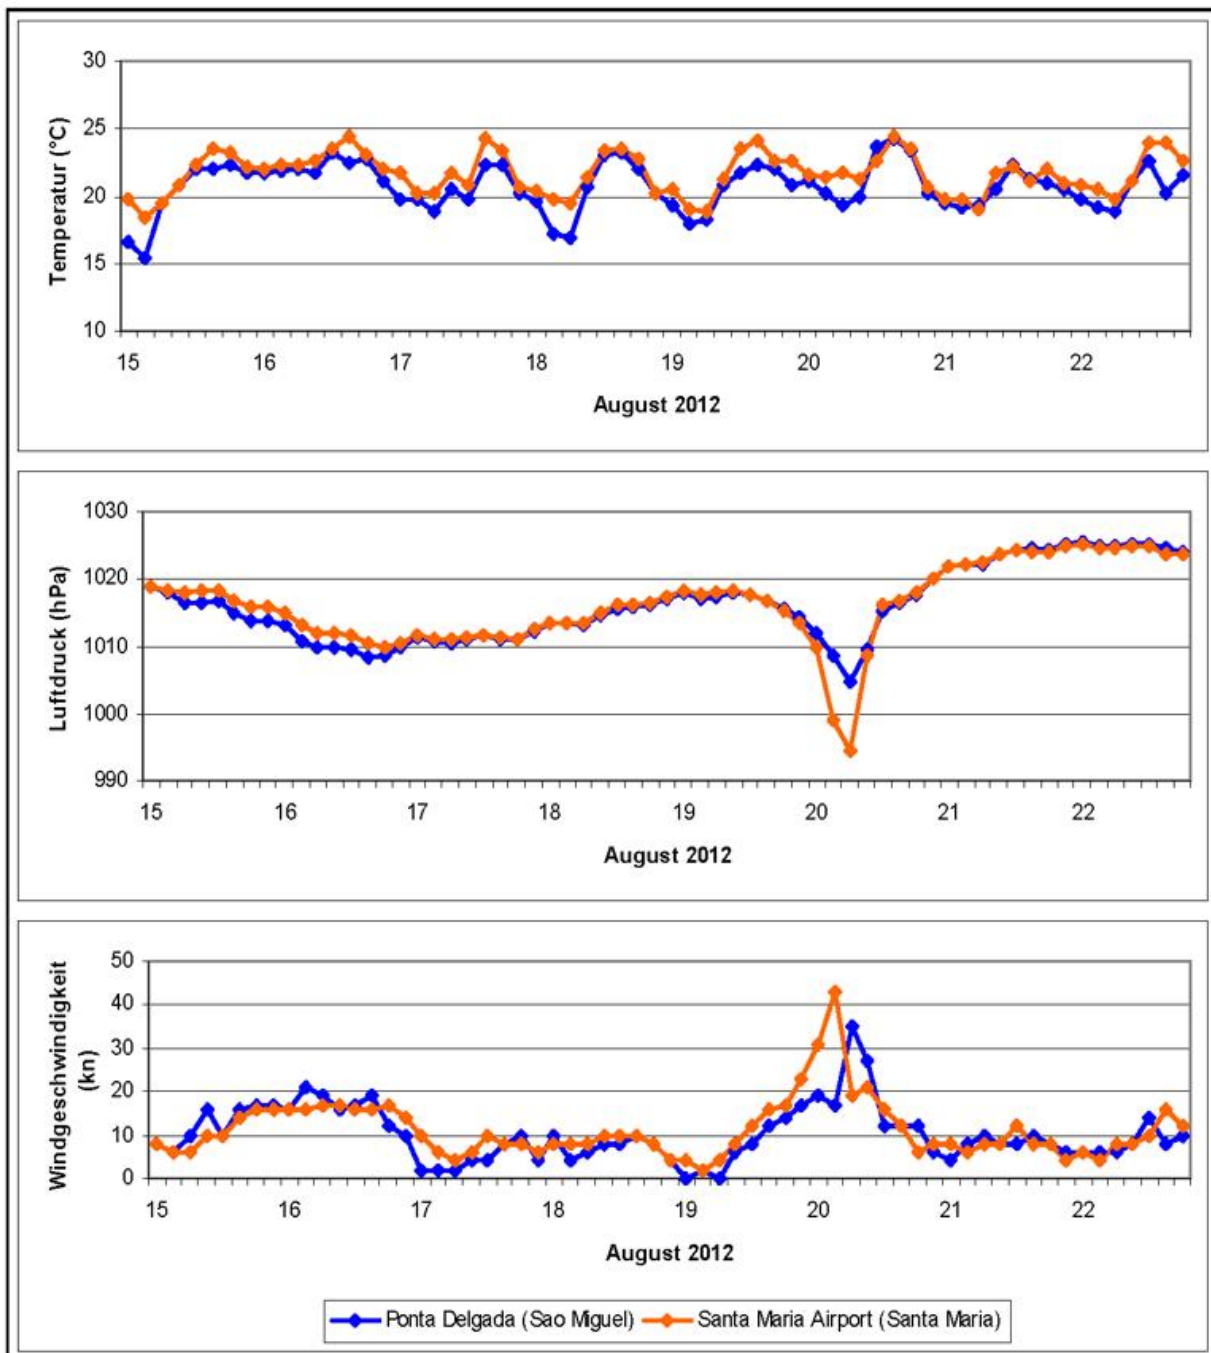 30
25
20
15
10
Temperatur (°C)
15 16 17 18 19 20 21 22
August 2012
1030
1020
1010
1000
990
Luftdruck (hPa)
15 16 17 18 19 20 21 22
August 2012
50
40
30
20
10
0
Windgeschwindigkeit
(kn)
15 16 17 18 19 20 21 22
August 2012
Ponta Delgada (Sao Miguel) Santa Maria Airport (Santa Maria)